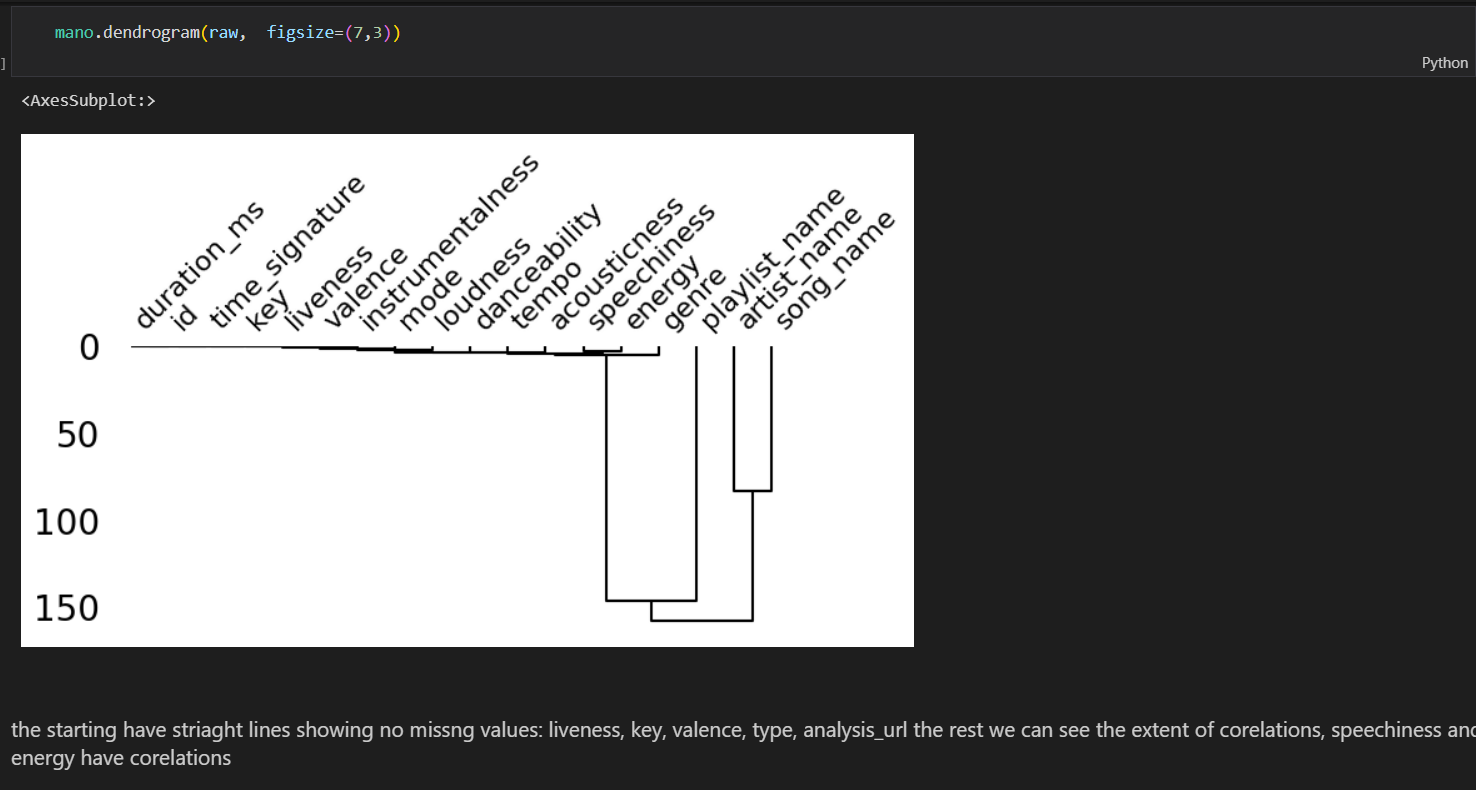 mano.dendrogram(raw,  figsize=(7,3))
]
Python
<AxesSubplot:>
duration_ms
id
time_signature
key
liveness
valence
instrumentalness
mode
loudness
danceability
tempo
acousticness
speechiness
energy
genre
playlist_name
artist_name
song_name
0
50
100
150
the starting have striaght lines showing no missng values: liveness, key, valence, type, analysis_url the rest we can see the extent of corelations, speechiness and
energy have corelations